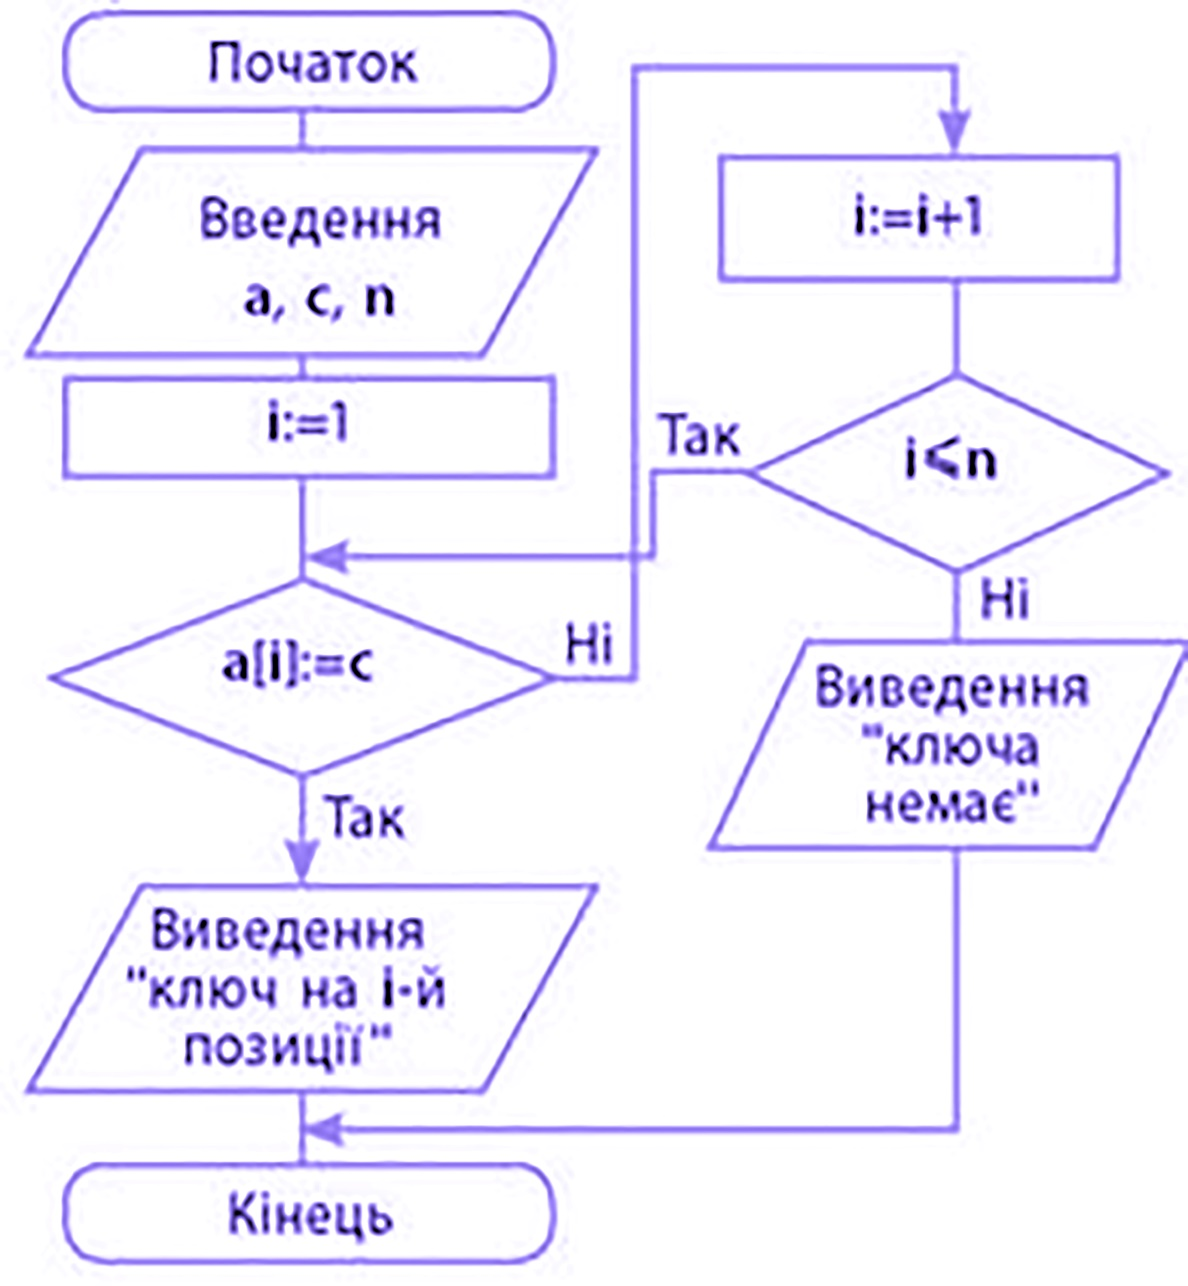 Початок
Введення
a, c, n
i:=1
a[i]:=c
Ні
Так
Виведення
"ключ на i-й
позиції"
Кінець
i:=i+1
i⩽n
Так
Ні
Виведення
"ключа
немає"